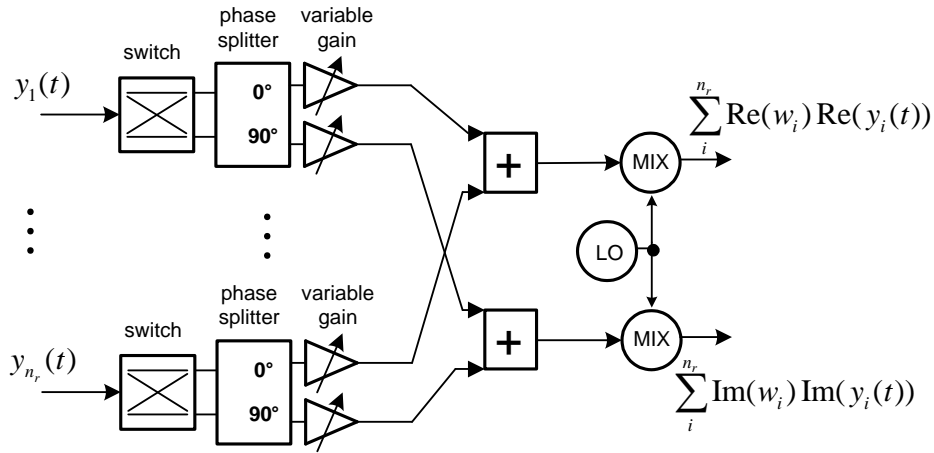 phase splitter
variable gain
switch
y_1(t)
0°
90°
+
MIX
∑_i^{n_r} Re(w_i) Re(y_i(t))
LO
phase splitter
variable gain
switch
y_{n_r}(t)
0°
90°
+
MIX
∑_i^{n_r} Im(w_i) Im(y_i(t))